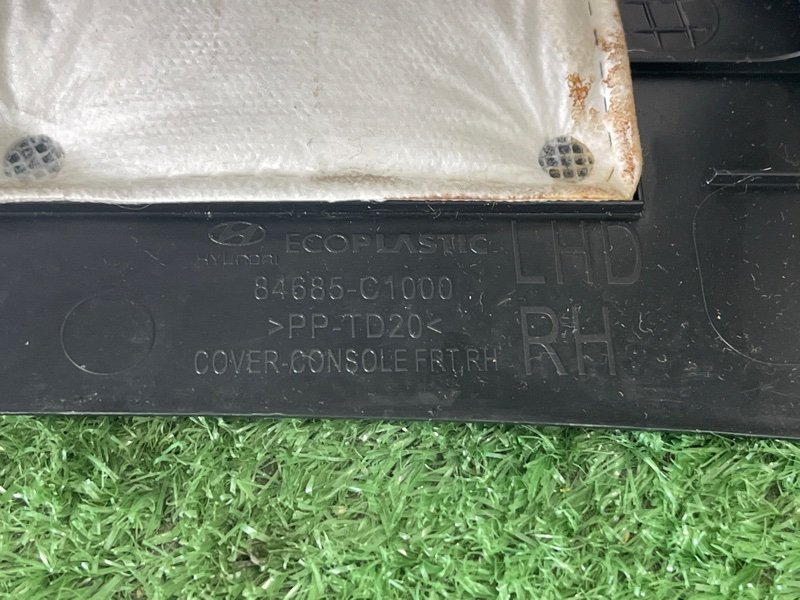 HYUNDAI ECOPLASTIC
84685-C1000
>PP-TD20<
COVER-CONSOLE FRT,RH
LHD
RH